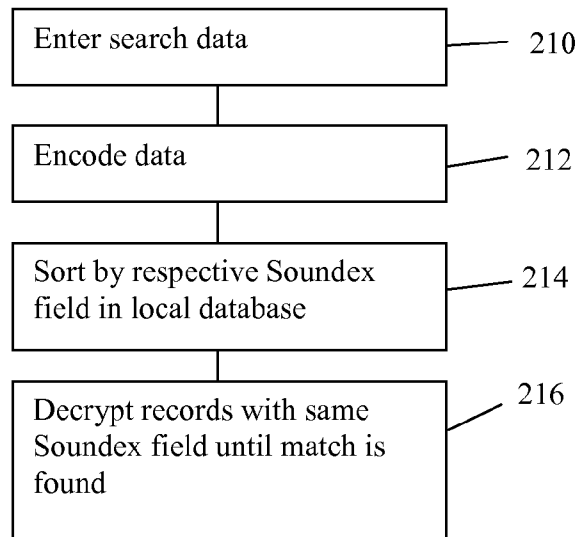 Enter search data
210
Encode data
212
Sort by respective Soundex
field in local database
214
Decrypt records with same
Soundex field until match is
found
216